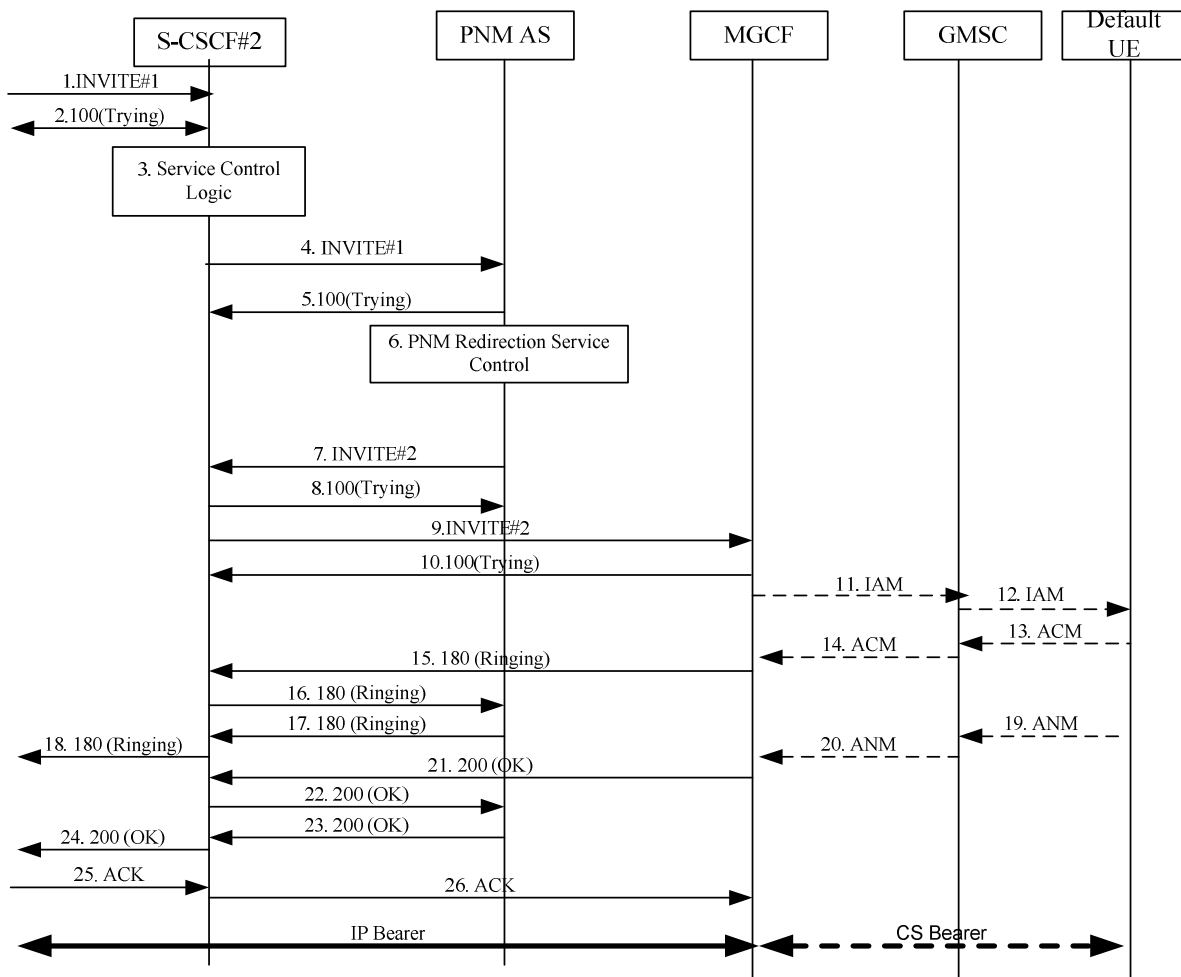 S-CSCF#2
PNM AS
MGCF
GMSC
Default
UE
1.INVITE#1
2.100(Trying)
3. Service Control
Logic
4. INVITE#1
5.100(Trying)
6. PNM Redirection Service
Control
7. INVITE#2
8.100(Trying)
9.INVITE#2
10.100(Trying)
11. IAM
12. IAM
13. ACM
14. ACM
15. 180 (Ringing)
16. 180 (Ringing)
17. 180 (Ringing)
18. 180 (Ringing)
19. ANM
20. ANM
21. 200 (OK)
22. 200 (OK)
23. 200 (OK)
24. 200 (OK)
25. ACK
26. ACK
IP Bearer
CS Bearer